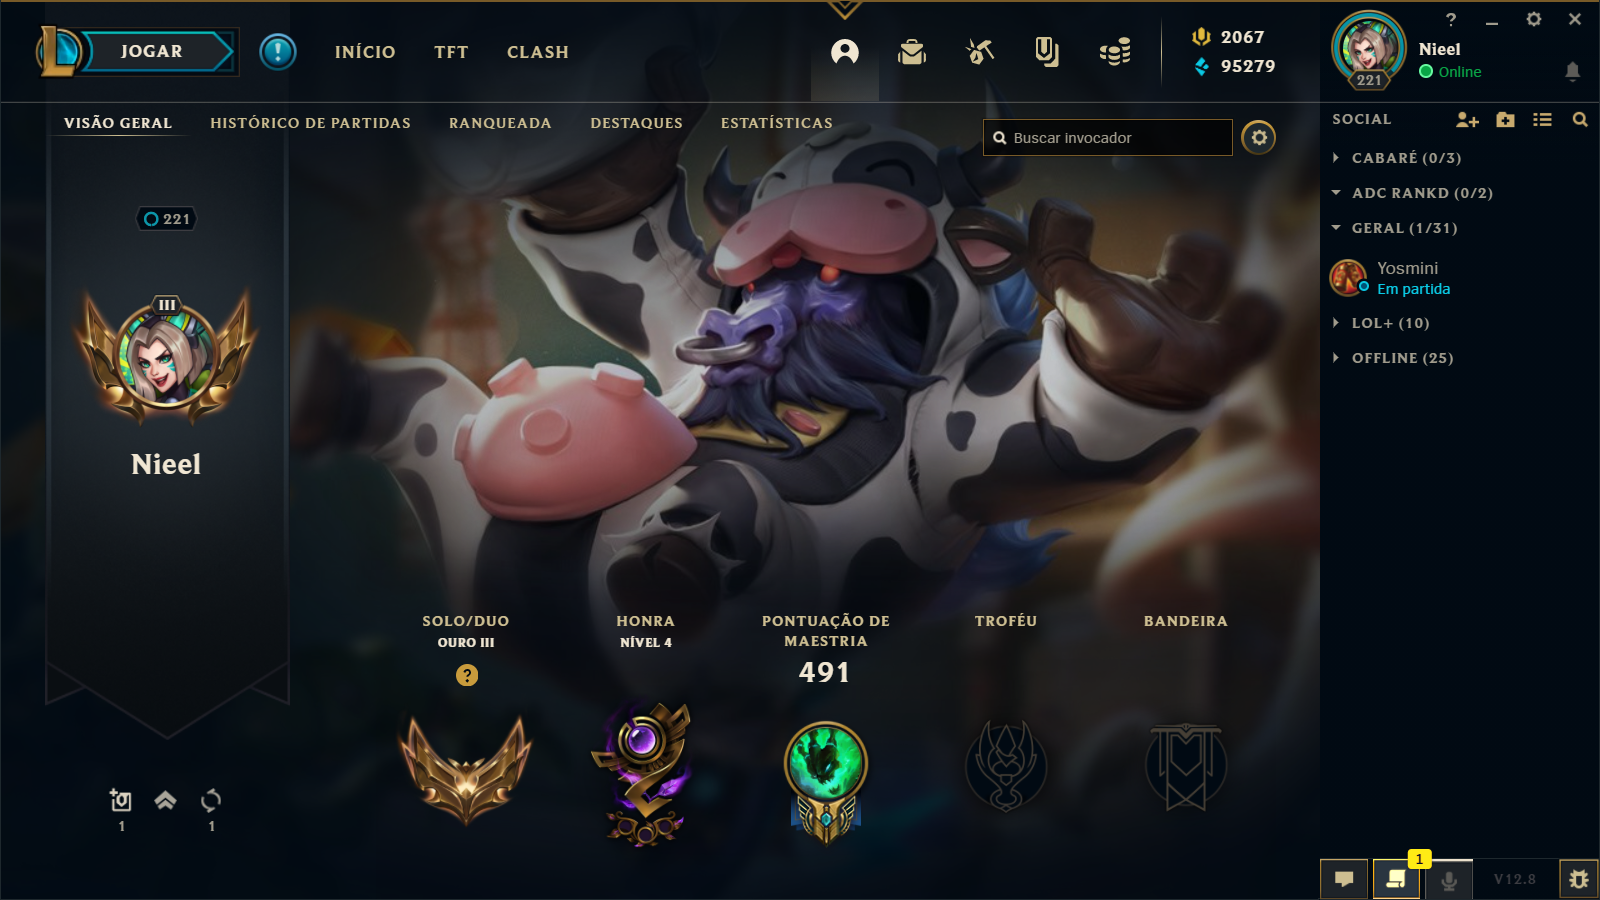 JOGAR
INÍCIO
TFT
CLASH
2067
95279
?
Nieel
Online
221
VISÃO GERAL
HISTÓRICO DE PARTIDAS
RANQUEADA
DESTAQUES
ESTATÍSTICAS
Buscar invocador
SOCIAL
CABARÉ (0/3)
ADC RANKD (0/2)
GERAL (1/31)
Yosmini
Em partida
LOL+ (10)
OFFLINE (25)
221
III
Nieel
SOLO/DUO
OURO III
?
HONRA
NÍVEL 4
PONTUAÇÃO DE
MAESTRIA
491
TROFÉU
BANDEIRA
1
1
1
V12.8